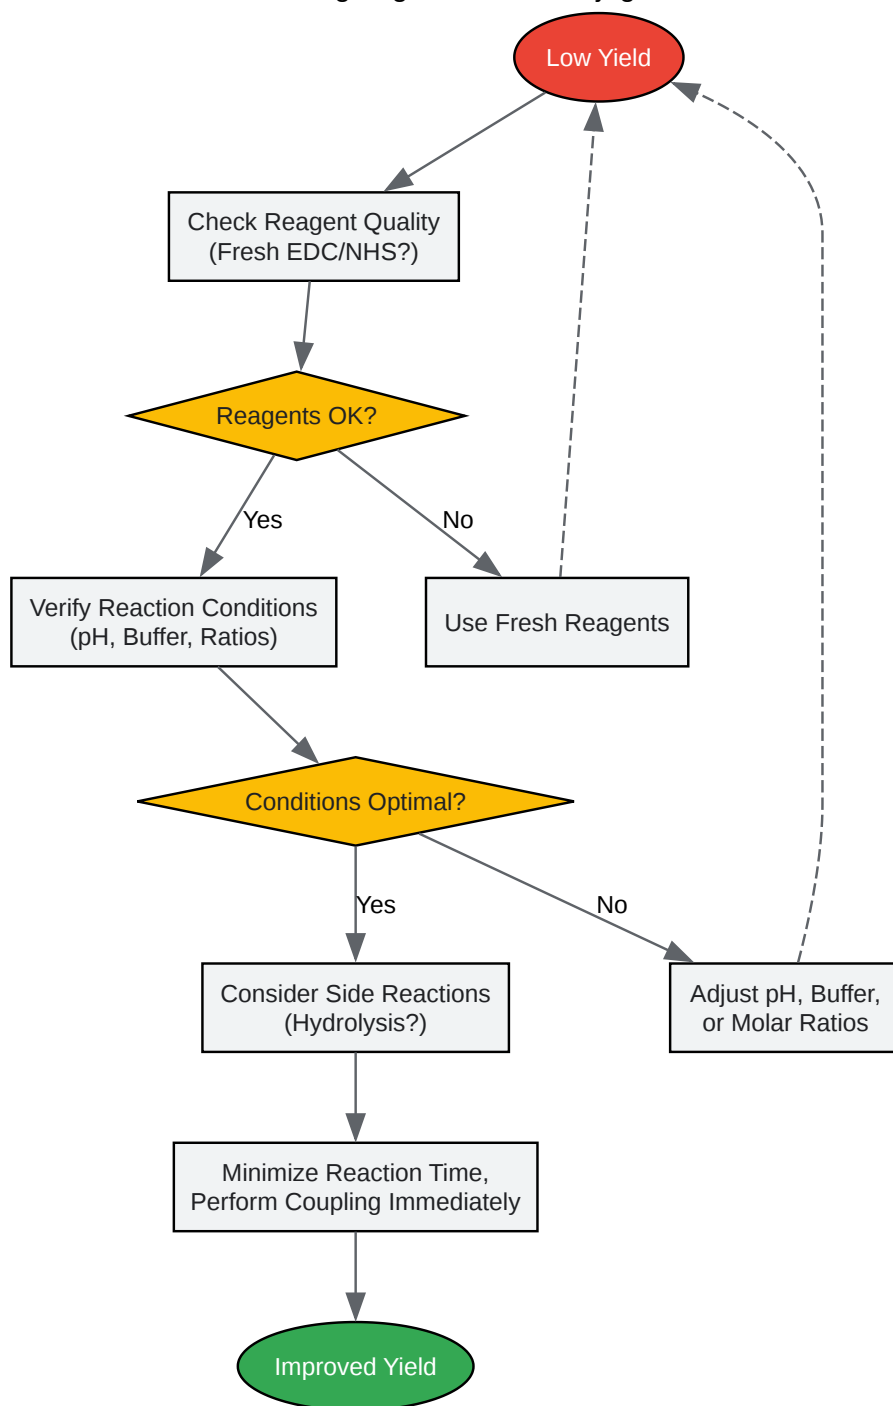 Low Yield
Check Reagent Quality
(Fresh EDC/NHS?)
Reagents OK?
Yes
No
Verify Reaction Conditions
(pH, Buffer, Ratios)
Use Fresh Reagents
Conditions Optimal?
Yes
No
Consider Side Reactions
(Hydrolysis?)
Adjust pH, Buffer,
or Molar Ratios
Minimize Reaction Time,
Perform Coupling Immediately
Improved Yield